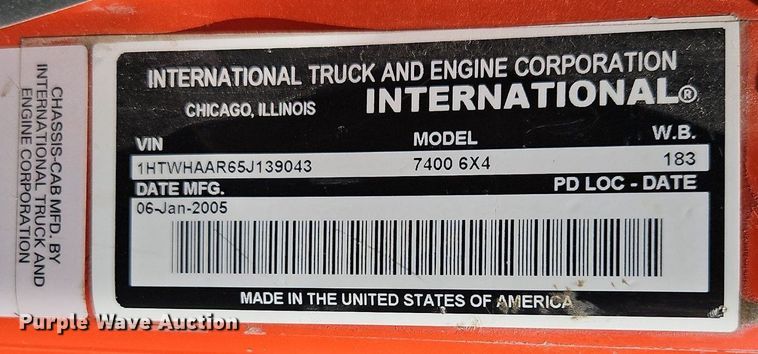 CHASSIS-CAB MFD. BY
INTERNATIONAL TRUCK AND
ENGINE CORPORATION
INTERNATIONAL TRUCK AND ENGINE CORPORATION
CHICAGO, ILLINOIS INTERNATIONAL®
VIN MODEL W.B.
1HTWHAAR65J139043 7400 6X4 183
DATE MFG. PD LOC - DATE
06-Jan-2005
MADE IN THE UNITED STATES OF AMERICA
Purple Wave Auction